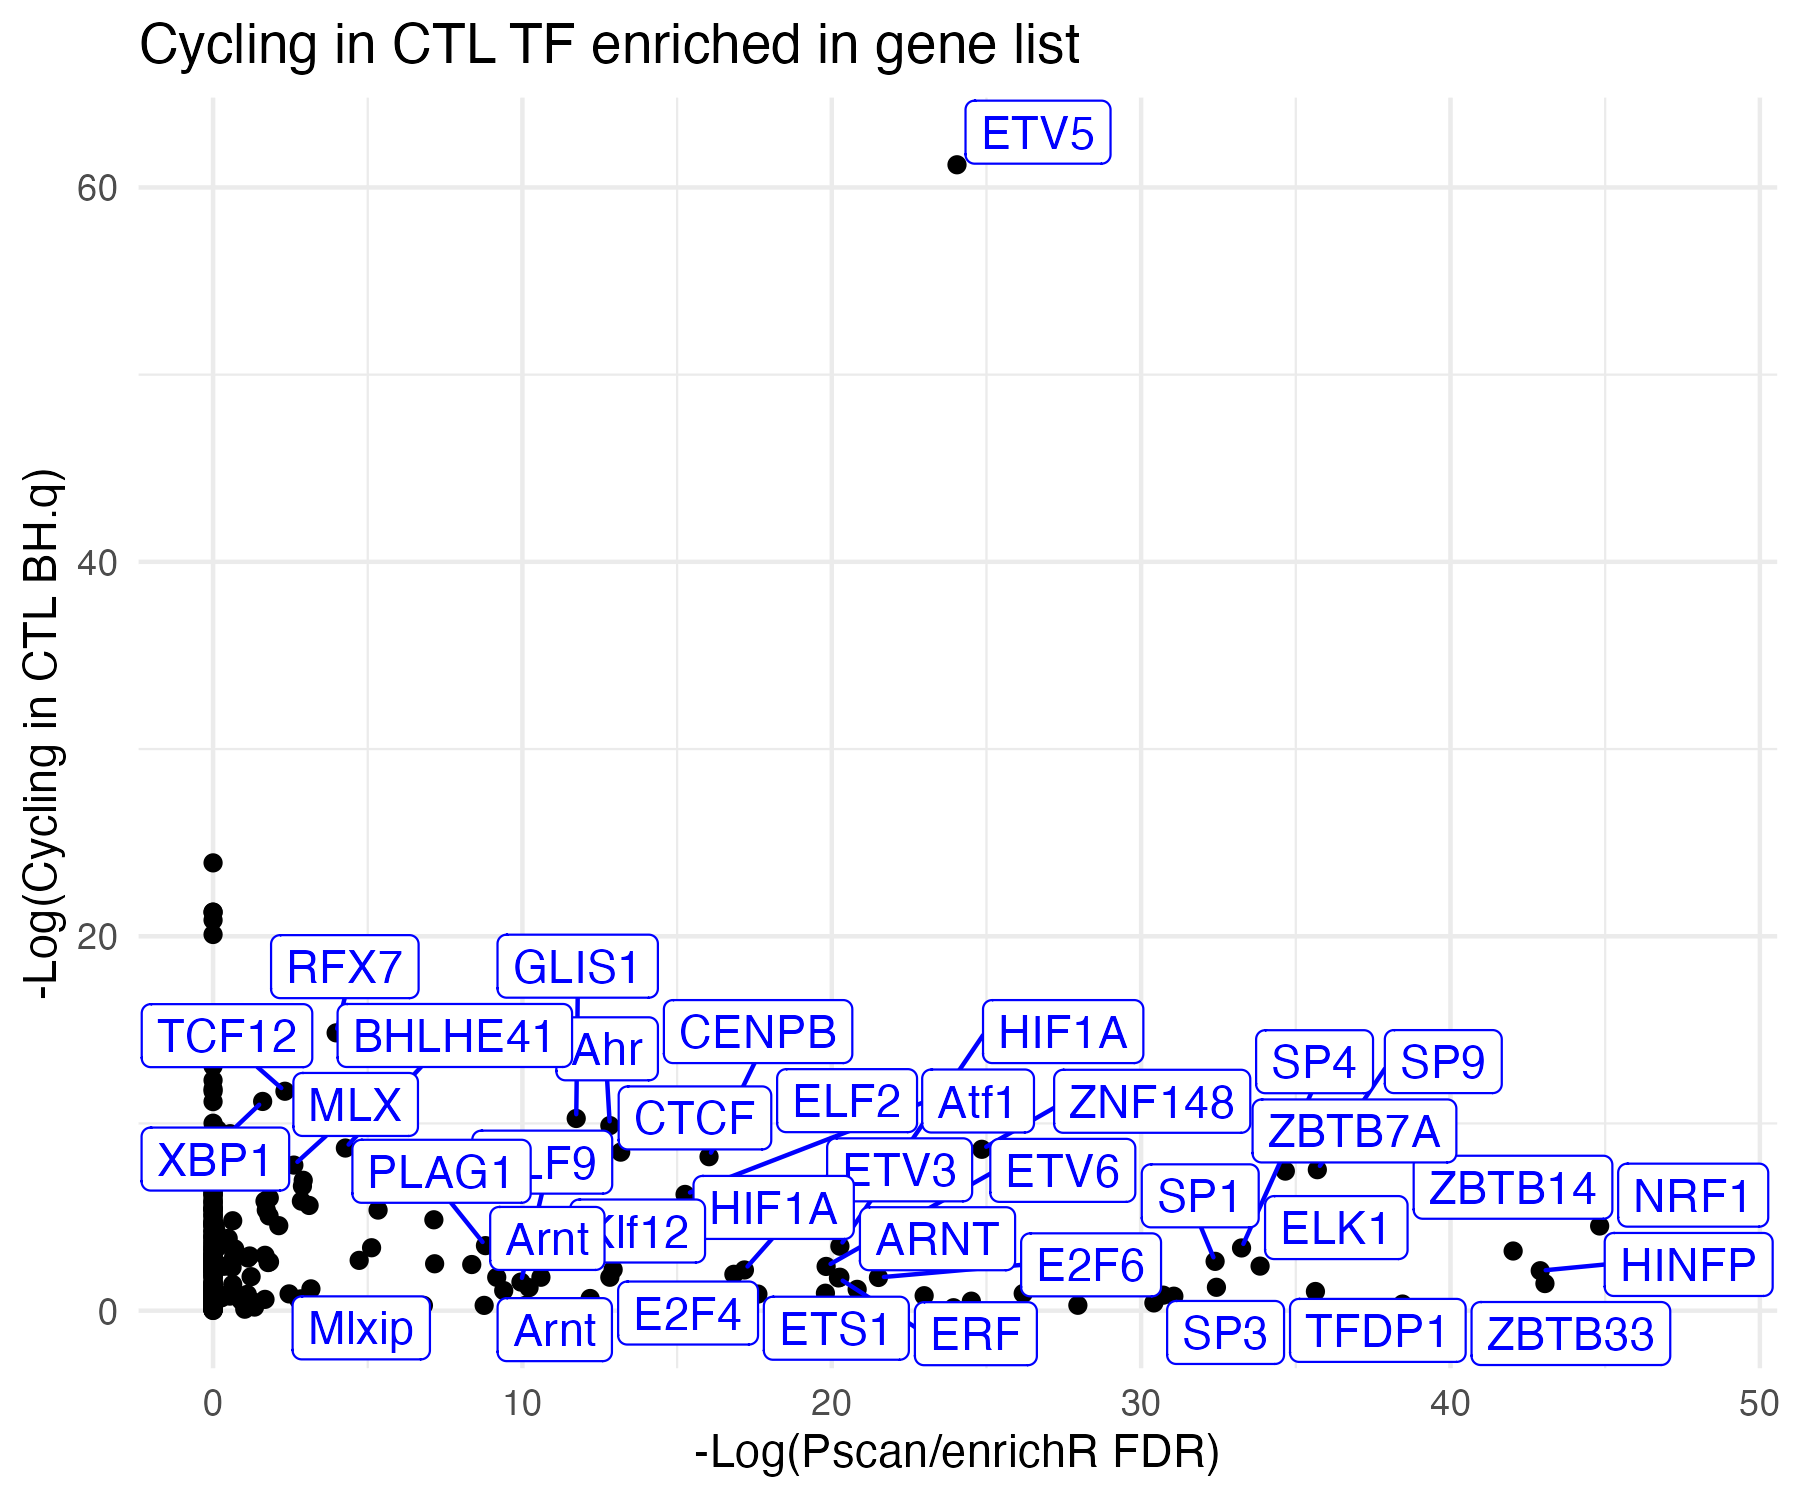 Cycling in CTL TF enriched in gene list
-Log(Cycling in CTL BH.q)
60
40
20
0
ETV5
RFX7
GLIS1
TCF12
BHLHE41
Ahr
CENPB
HIF1A
SP4
SP9
MLX
CTCF
ELF2
Atf1
ZNF148
ZBTB7A
XBP1
PLAG1
LF9
ETV3
ETV6
SP1
ZBTB14
NRF1
Arnt
Klf12
HIF1A
ARNT
ELK1
E2F6
HINFP
Mlxip
Arnt
E2F4
ETS1
ERF
SP3
TFDP1
ZBTB33
0 10 20 30 40 50
-Log(Pscan/enrichR FDR)